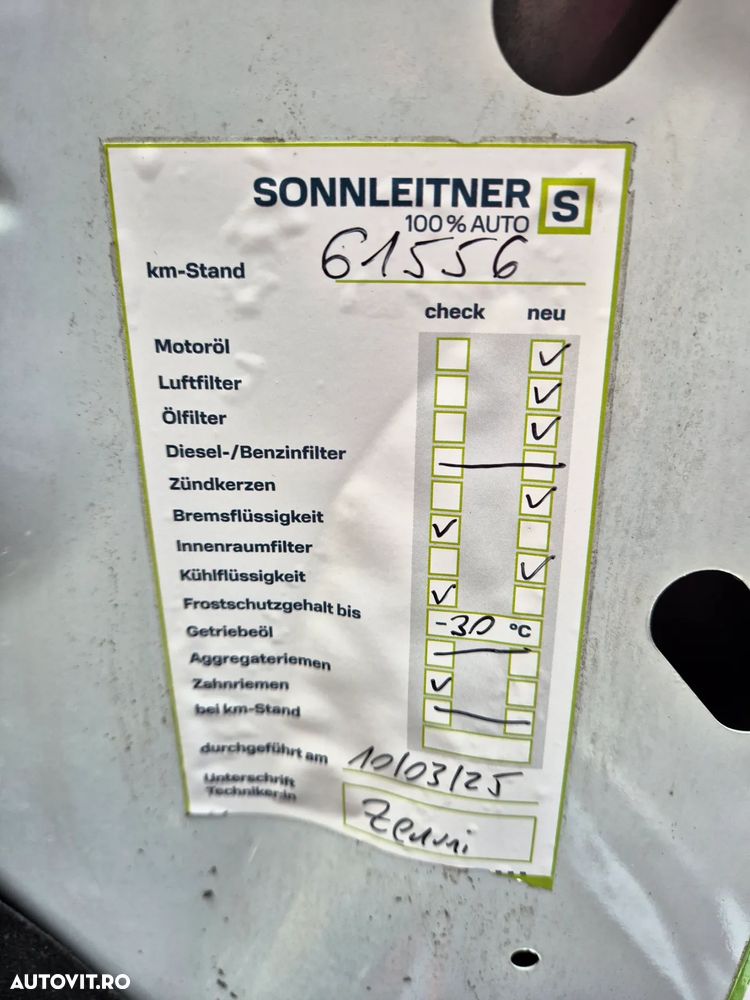 SONNLEITNER S
100 % AUTO
km-Stand 61556
check neu
Motoröl ✓
Luftfilter ✓
Ölfilter ✓
Diesel-/Benzinfilter
Zündkerzen ✓
Bremsflüssigkeit ✓
Innenraumfilter ✓
Kühlflüssigkeit ✓
Frostschutzgehalt bis -30 °C
Getriebeöl
Aggregateriemen ✓
Zahnriemen
bei km-Stand
durchgeführt am 10/03/25
Unterschrift
Techniker:in
AUTOVIT.RO